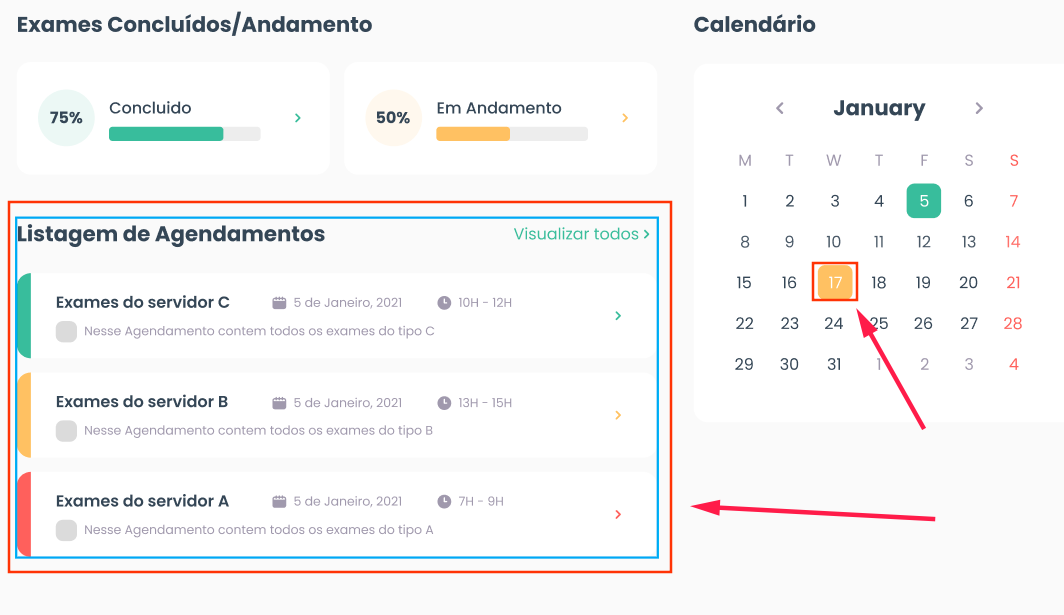 Exames Concluídos/Andamento
75%
Concluido
50%
Em Andamento
Listagem de Agendamentos
Visualizar todos
Exames do servidor C
5 de Janeiro, 2021
10H - 12H
Nesse Agendamento contem todos os exames do tipo C
Exames do servidor B
5 de Janeiro, 2021
13H - 15H
Nesse Agendamento contem todos os exames do tipo B
Exames do servidor A
5 de Janeiro, 2021
7H - 9H
Nesse Agendamento contem todos os exames do tipo A
Calendário
January
M T W T F S S
1 2 3 4 5 6 7
8 9 10 11 12 13 14
15 16 17 18 19 20 21
22 23 24 25 26 27 28
29 30 31 1 2 3 4